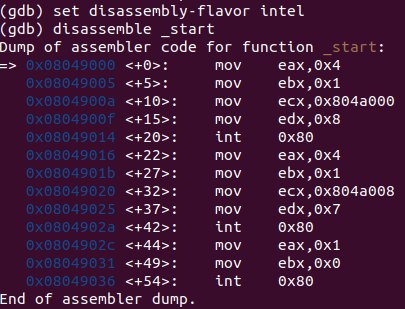 (gdb) set disassembly-flavor intel
(gdb) disassemble _start
Dump of assembler code for function _start:
=> 0x08049000 <+0>:     mov    eax,0x4
   0x08049005 <+5>:     mov    ebx,0x1
   0x0804900a <+10>:    mov    ecx,0x804a000
   0x0804900f <+15>:    mov    edx,0x8
   0x08049014 <+20>:    int    0x80
   0x08049016 <+22>:    mov    eax,0x4
   0x0804901b <+27>:    mov    ebx,0x1
   0x08049020 <+32>:    mov    ecx,0x804a008
   0x08049025 <+37>:    mov    edx,0x7
   0x0804902a <+42>:    int    0x80
   0x0804902c <+44>:    mov    eax,0x1
   0x08049031 <+49>:    mov    ebx,0x0
   0x08049036 <+54>:    int    0x80
End of assembler dump.